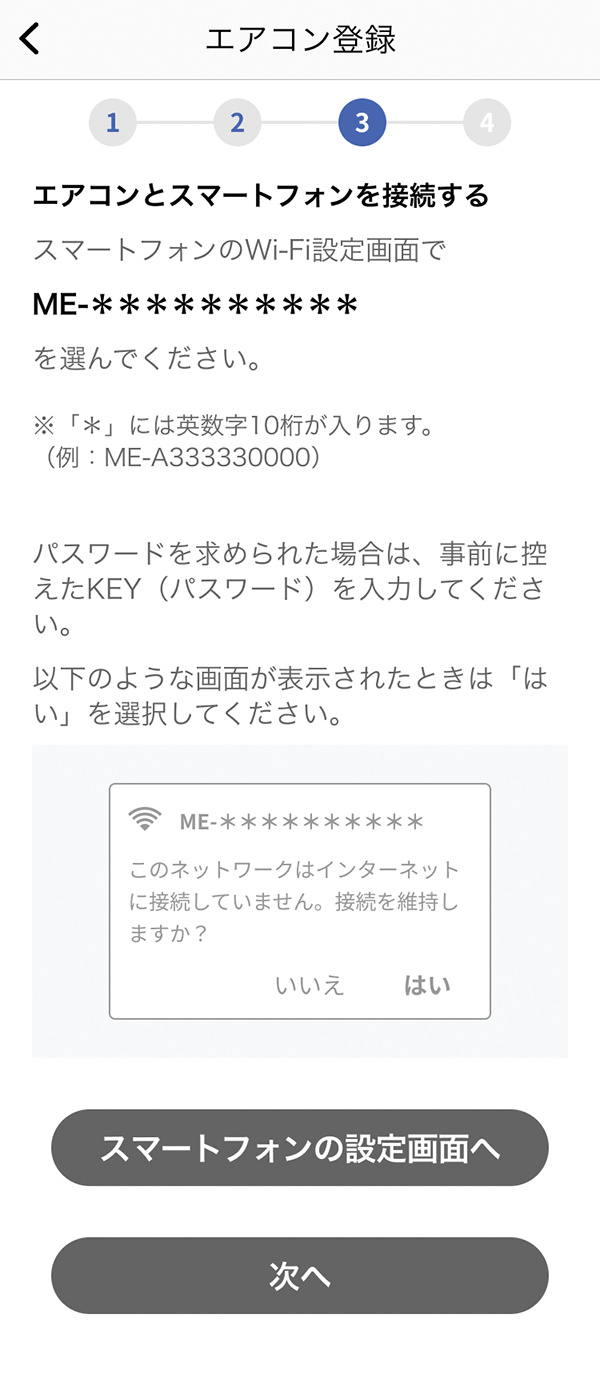 エアコン登録
1 2 3 4
エアコンとスマートフォンを接続する
スマートフォンのWi-Fi設定画面で
ME-＊＊＊＊＊＊＊＊＊＊
を選んでください。
※「＊」には英数字10桁が入ります。
（例：ME-A333330000）
パスワードを求められた場合は、事前に控
えたKEY（パスワード）を入力してくださ
い。
以下のような画面が表示されたときは「は
い」を選択してください。
ME-＊＊＊＊＊＊＊＊＊＊
このネットワークはインターネット
に接続していません。接続を維持し
ますか？
いいえ はい
スマートフォンの設定画面へ
次へ